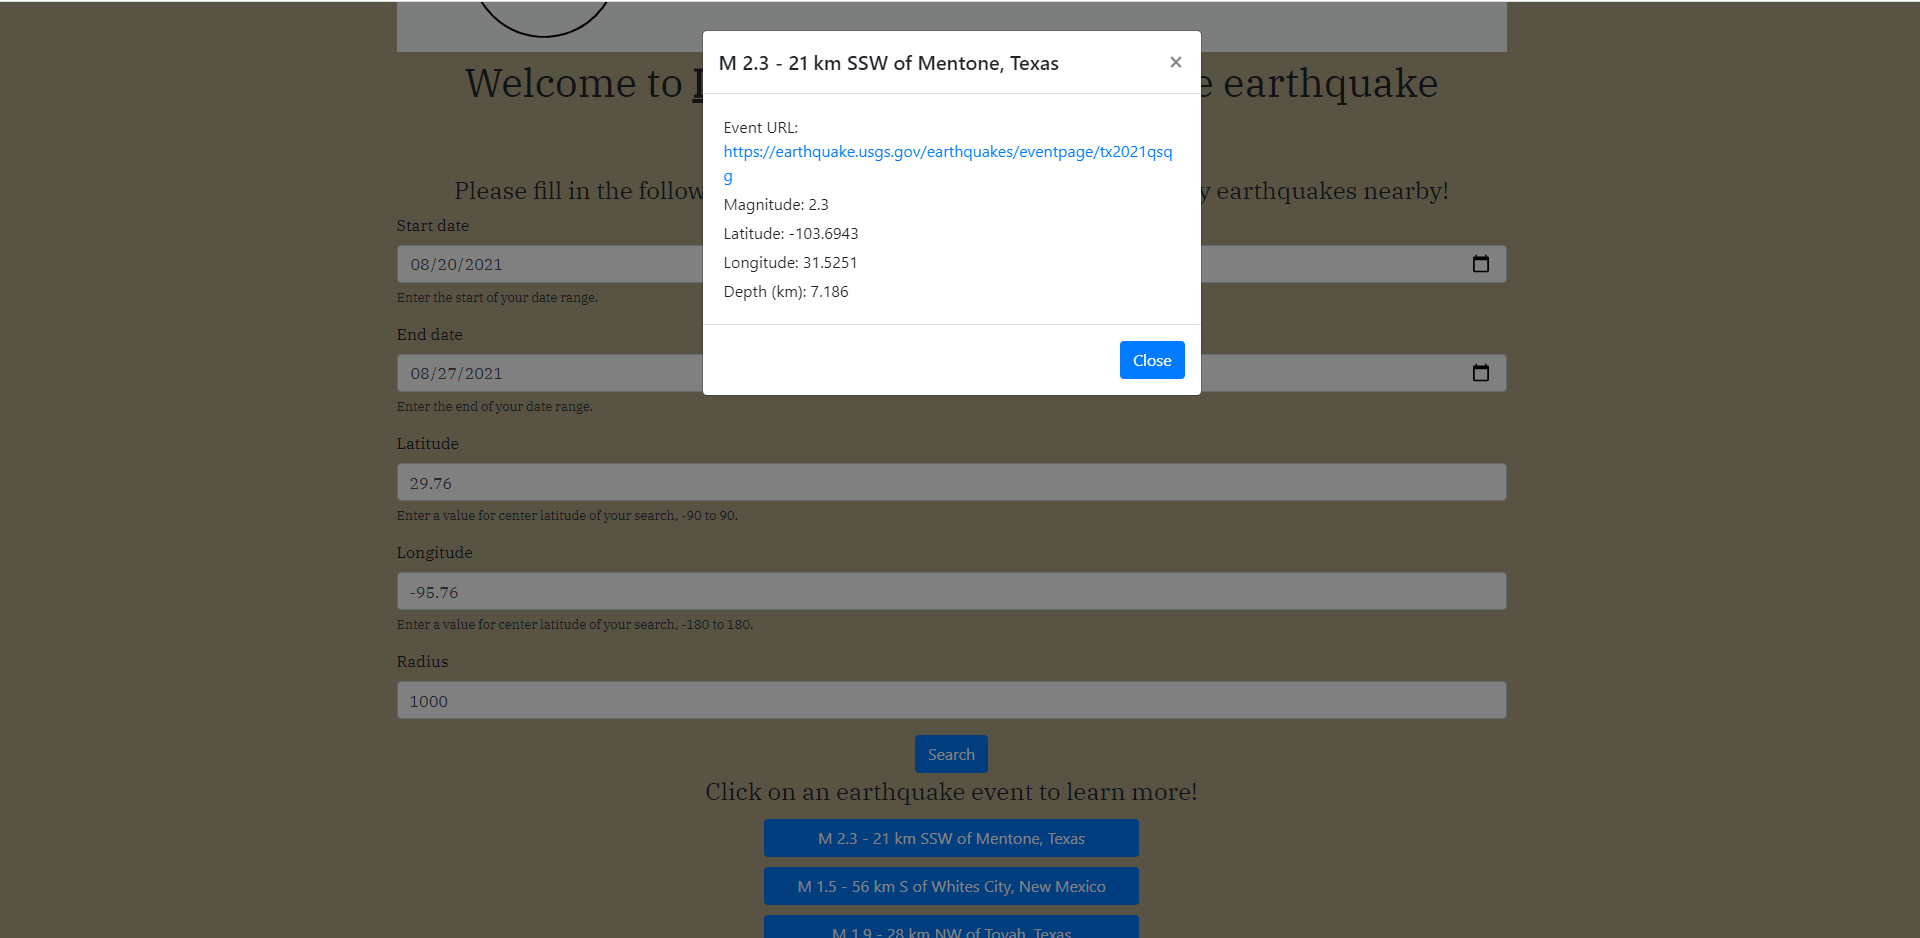 M 2.3 - 21 km SSW of Mentone, Texas ×
Welcome to
earthquake
Event URL:
https://earthquake.usgs.gov/earthquakes/eventpage/tx2021qsq
g
Please fill in the
earthquakes nearby!
Magnitude: 2.3
Start date
Latitude: -103.6943
08/20/2021
Longitude: 31.5251
Enter the start of your date range.
Depth (km): 7.186
End date
Close
08/27/2021
Enter the end of your date range.
Latitude
29.76
Enter a value for center latitude of your search, -90 to 90.
Longitude
-95.76
Enter a value for center latitude of your search, -180 to 180.
Radius
1000
Search
Click on an earthquake event to learn more!
M 2.3 - 21 km SSW of Mentone, Texas
M 1.5 - 56 km S of Whites City, New Mexico
M 1.9 - 28 km NW of Toyah, Texas